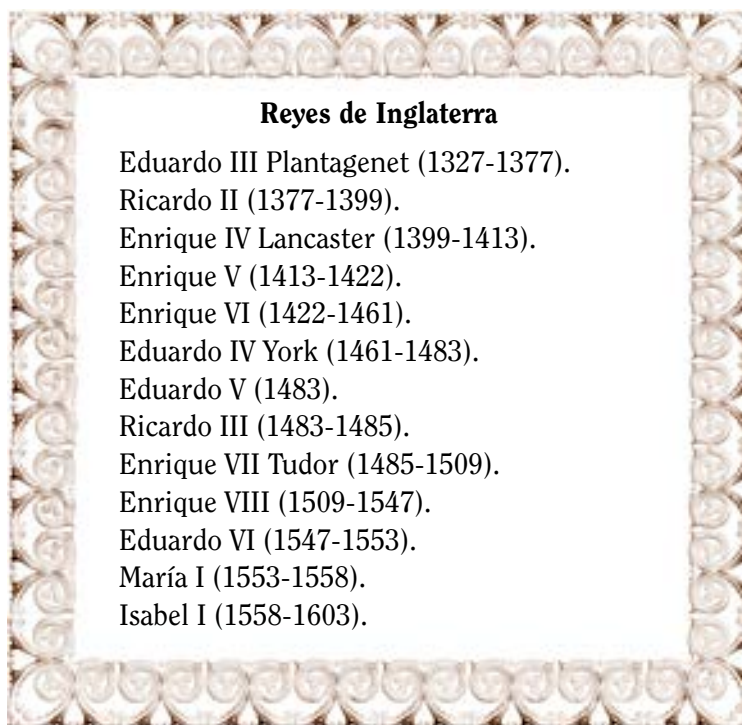 Reyes de Inglaterra
Eduardo III Plantagenet (1327-1377).
Ricardo II (1377-1399).
Enrique IV Lancaster (1399-1413).
Enrique V (1413-1422).
Enrique VI (1422-1461).
Eduardo IV York (1461-1483).
Eduardo V (1483).
Ricardo III (1483-1485).
Enrique VII Tudor (1485-1509).
Enrique VIII (1509-1547).
Eduardo VI (1547-1553).
María I (1553-1558).
Isabel I (1558-1603).